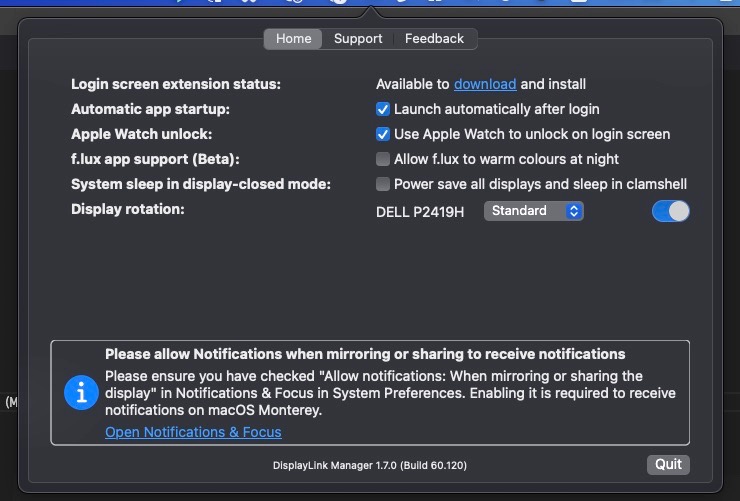 Home Support Feedback
Login screen extension status: Available to download and install
Automatic app startup: Launch automatically after login
Apple Watch unlock: Use Apple Watch to unlock on login screen
f.lux app support (Beta): Allow f.lux to warm colours at night
System sleep in display-closed mode: Power save all displays and sleep in clamshell
Display rotation: DELL P2419H Standard
Please allow Notifications when mirroring or sharing to receive notifications
Please ensure you have checked "Allow notifications: When mirroring or sharing the
display" in Notifications & Focus in System Preferences. Enabling it is required to receive
notifications on macOS Monterey.
(M
Open Notifications & Focus
DisplayLink Manager 1.7.0 (Build 60.120)
Quit